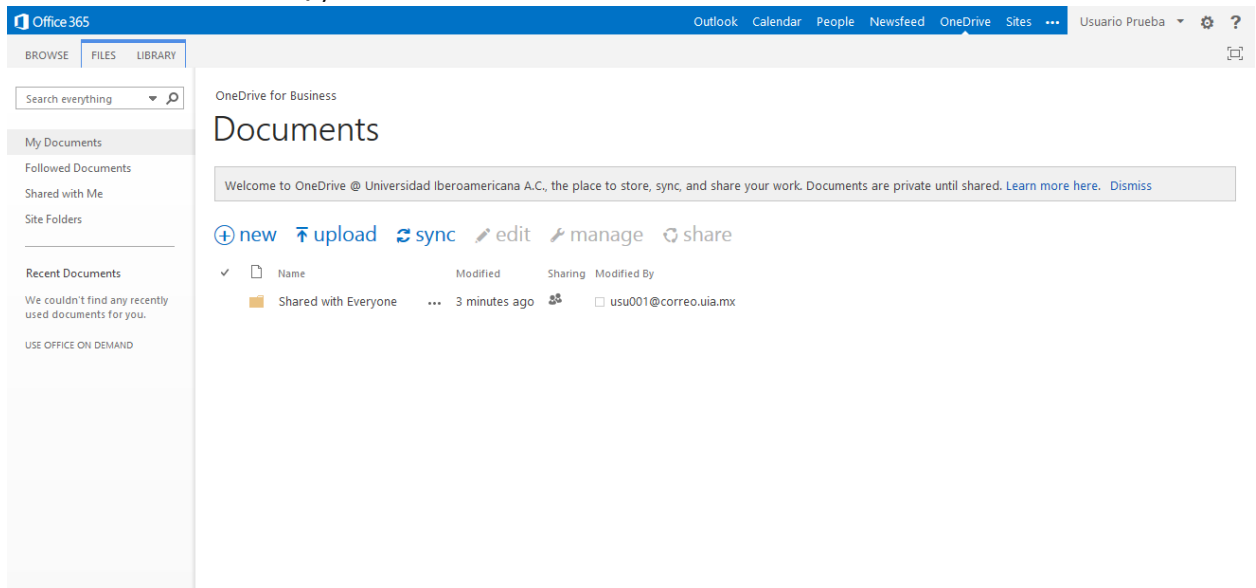 Office 365
Outlook Calendar People Newsfeed OneDrive Sites ••• Usuario Prueba ?
BROWSE FILES LIBRARY
Search everything
My Documents
Followed Documents
Shared with Me
Site Folders
Recent Documents
We couldn't find any recently
used documents for you.
USE OFFICE ON DEMAND
OneDrive for Business
Documents
Welcome to OneDrive @ Universidad Iberoamericana A.C., the place to store, sync, and share your work. Documents are private until shared. Learn more here. Dismiss
new upload sync edit manage share
Name Modified Sharing Modified By
Shared with Everyone ••• 3 minutes ago usu001@correo.uia.mx